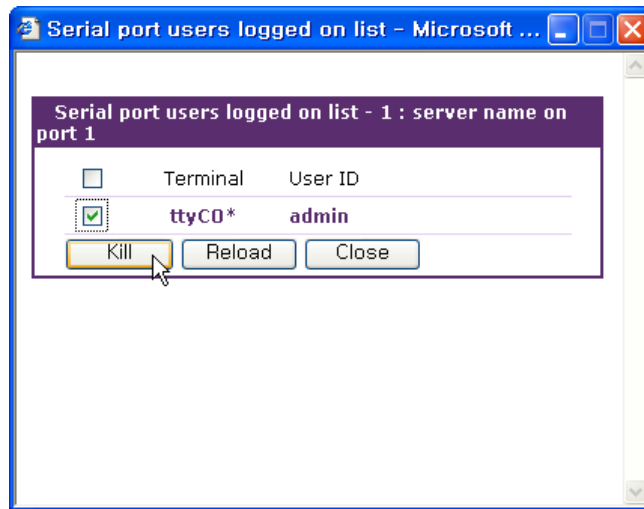 Serial port users logged on list - Microsoft ...
Serial port users logged on list - 1 : server name on
port 1
Terminal User ID
ttyC0* admin
Kill Reload Close